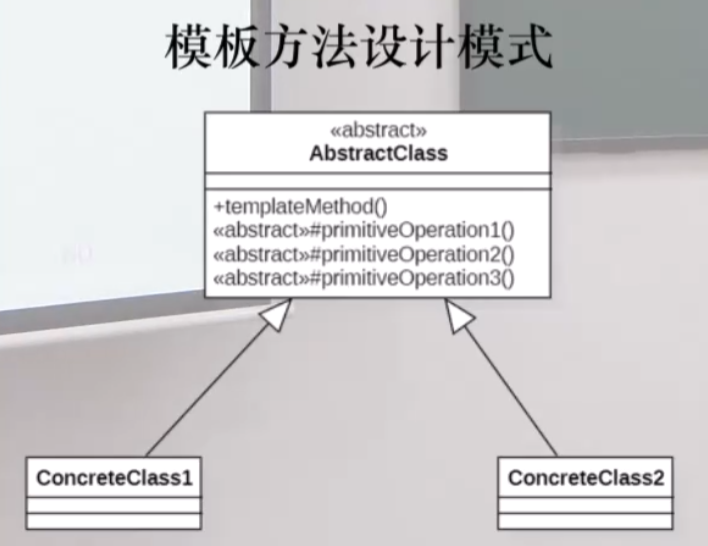 模板方法设计模式
«abstract»
AbstractClass
+templateMethod()
«abstract»#primitiveOperation1()
«abstract»#primitiveOperation2()
«abstract»#primitiveOperation3()
ConcreteClass1
ConcreteClass2